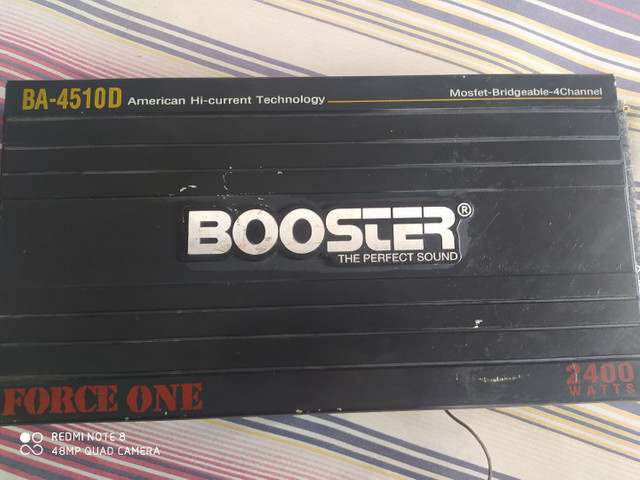 BA-4510D American Hi-current Technology Mosfet-Bridgeable-4Channel
BOOSTER®
THE PERFECT SOUND
FORCE ONE
2400
WATTS
REDMI NOTE 8
48MP QUAD CAMERA